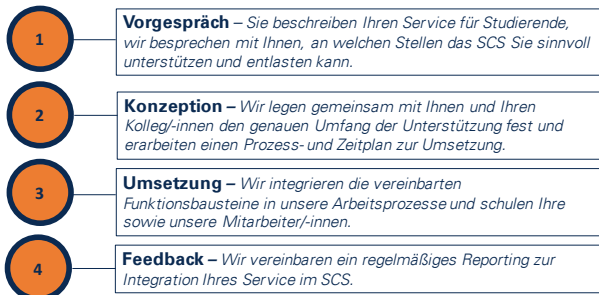 1
Vorgespräch – Sie beschreiben Ihren Service für Studierende,
wir besprechen mit Ihnen, an welchen Stellen das SCS Sie sinnvoll
unterstützen und entlasten kann.
2
Konzeption – Wir legen gemeinsam mit Ihnen und Ihren
Kolleg/-innen den genauen Umfang der Unterstützung fest und
erarbeiten einen Prozess- und Zeitplan zur Umsetzung.
3
Umsetzung – Wir integrieren die vereinbarten
Funktionsbausteine in unsere Arbeitsprozesse und schulen Ihre
sowie unsere Mitarbeiter/-innen.
4
Feedback – Wir vereinbaren ein regelmäßiges Reporting zur
Integration Ihres Service im SCS.